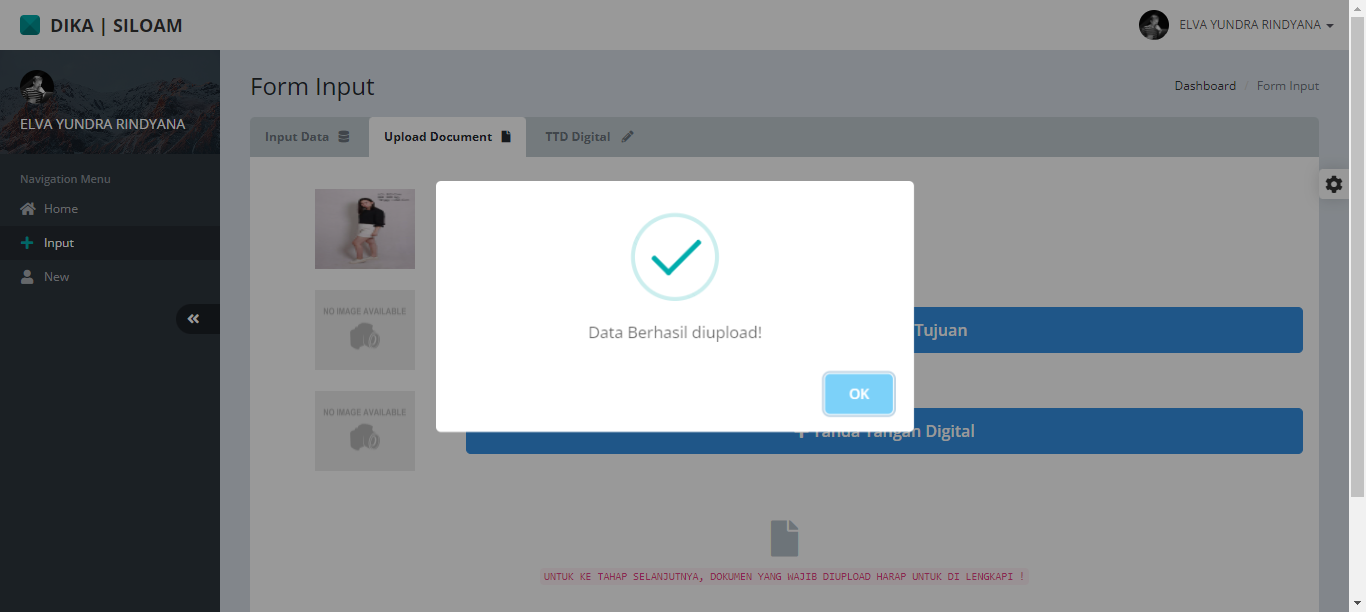 DIKA | SILOAM
ELVA YUNDRA RINDYANA
ELVA YUNDRA RINDYANA
Navigation Menu
Home
Input
New
Form Input
Dashboard / Form Input
Input Data
Upload Document
TTD Digital
NO IMAGE AVAILABLE
NO IMAGE AVAILABLE
Data Berhasil diupload!
OK
Tujuan
Tanda Tangan Digital
UNTUK KE TAHAP SELANJUTNYA, DOKUMEN YANG WAJIB DIUPLOAD HARAP UNTUK DI LENGKAPI !